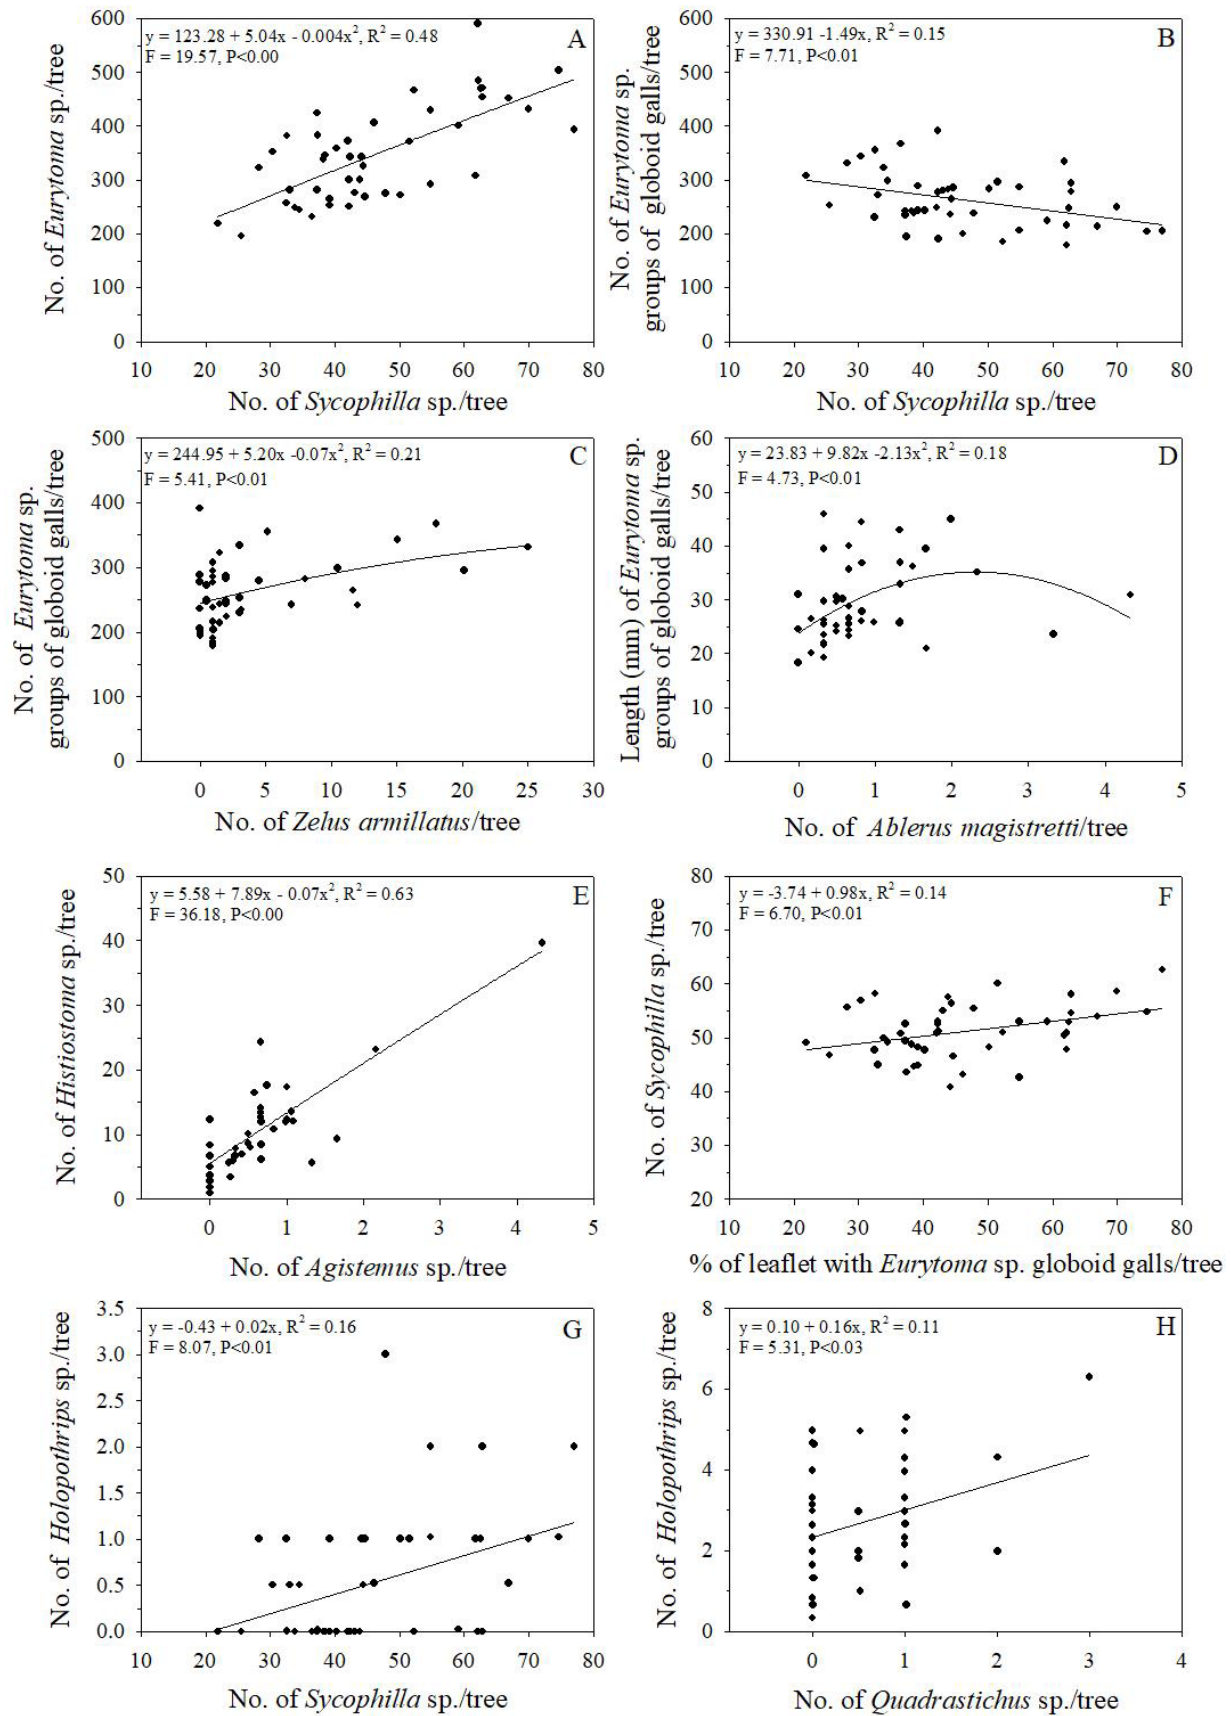 y = 123.28 + 5.04x - 0.004x², R² = 0.48
F = 19.57, P<0.00
A
No. of Eurytoma sp./tree
600
500
400
300
200
100
0
10 20 30 40 50 60 70 80
No. of Sycophilla sp./tree
y = 330.91 -1.49x, R² = 0.15
F = 7.71, P<0.01
B
No. of Eurytoma sp.
groups of globoid galls/tree
600
500
400
300
200
100
0
10 20 30 40 50 60 70 80
No. of Sycophilla sp./tree
y = 244.95 + 5.20x -0.07x², R² = 0.21
F = 5.41, P<0.01
C
No. of Eurytoma sp.
groups of globoid galls/tree
500
400
300
200
100
0
0 5 10 15 20 25 30
No. of Zelus armillatus/tree
y = 23.83 + 9.82x -2.13x², R² = 0.18
F = 4.73, P<0.01
D
Length (mm) of Eurytoma sp.
groups of globoid galls/tree
60
50
40
30
20
10
0
0 1 2 3 4 5
No. of Ablerus magistretti/tree
y = 5.58 + 7.89x - 0.07x², R² = 0.63
F = 36.18, P<0.00
E
No. of Histiostoma sp./tree
50
40
30
20
10
0
0 1 2 3 4 5
No. of Agistemus sp./tree
y = -3.74 + 0.98x, R² = 0.14
F = 6.70, P<0.01
F
No. of Sycophilla sp./tree
80
70
60
50
40
30
20
10 20 30 40 50 60 70 80
% of leaflet with Eurytoma sp. globoid galls/tree
y = -0.43 + 0.02x, R² = 0.16
F = 8.07, P<0.01
G
No. of Holopothrips sp./tree
3.5
3.0
2.5
2.0
1.5
1.0
0.5
0.0
10 20 30 40 50 60 70 80
No. of Sycophilla sp./tree
y = 0.10 + 0.16x, R² = 0.11
F = 5.31, P<0.03
H
No. of Holopothrips sp./tree
8
6
4
2
0
0 1 2 3 4
No. of Quadrastichus sp./tree